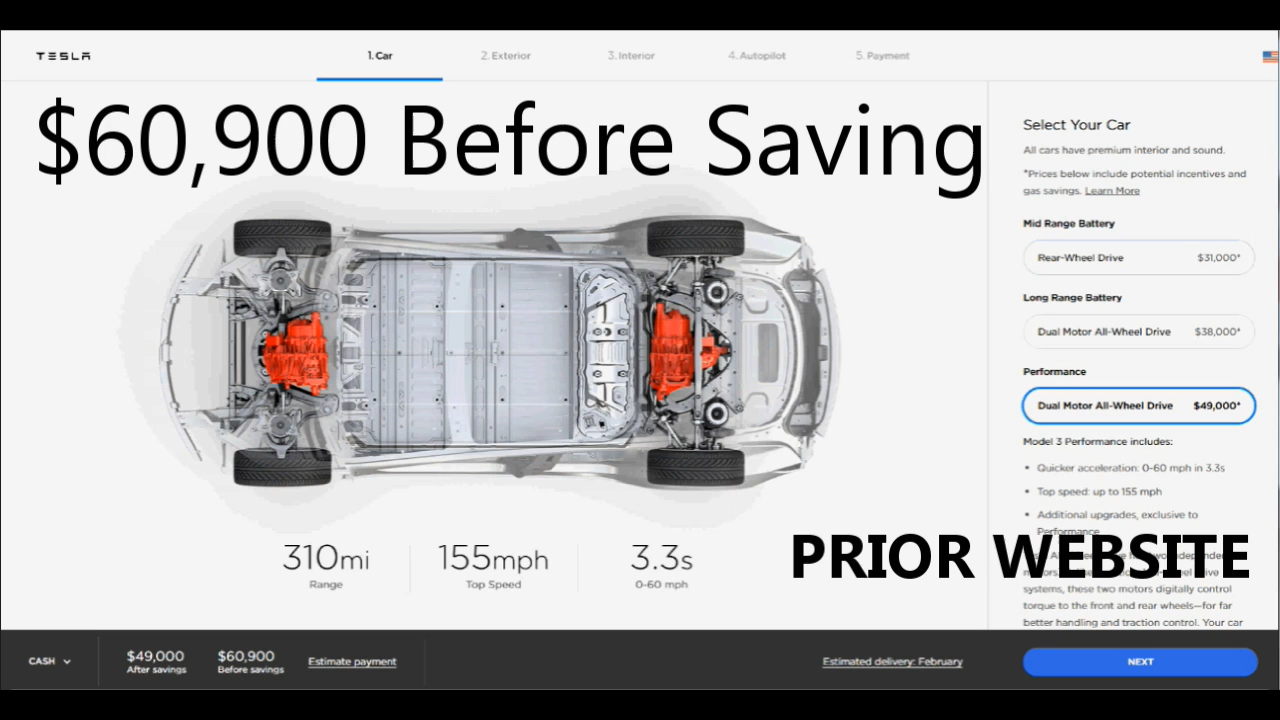 TESLA
1. Car
2. Exterior
3. Interior
4. Autopilot
5. Payment
$60,900 Before Saving
Select Your Car
All cars have premium interior and sound.
*Prices below include potential incentives and
gas savings. Learn More
Mid Range Battery
Rear-Wheel Drive $31,000*
Long Range Battery
Dual Motor All-Wheel Drive $38,000*
Performance
Dual Motor All-Wheel Drive $49,000*
Model 3 Performance includes:
• Quicker acceleration: 0-60 mph in 3.3s
• Top speed: up to 155 mph
• Additional upgrades, exclusive to
Performance
PRIOR WEBSITE
systems, these two motors digitally control
torque to the front and rear wheels—for far
better handling and traction control. Your car
310mi
Range
155mph
Top Speed
3.3s
0-60 mph
CASH
$49,000
After savings
$60,900
Before savings
Estimate payment
Estimated delivery: February
NEXT